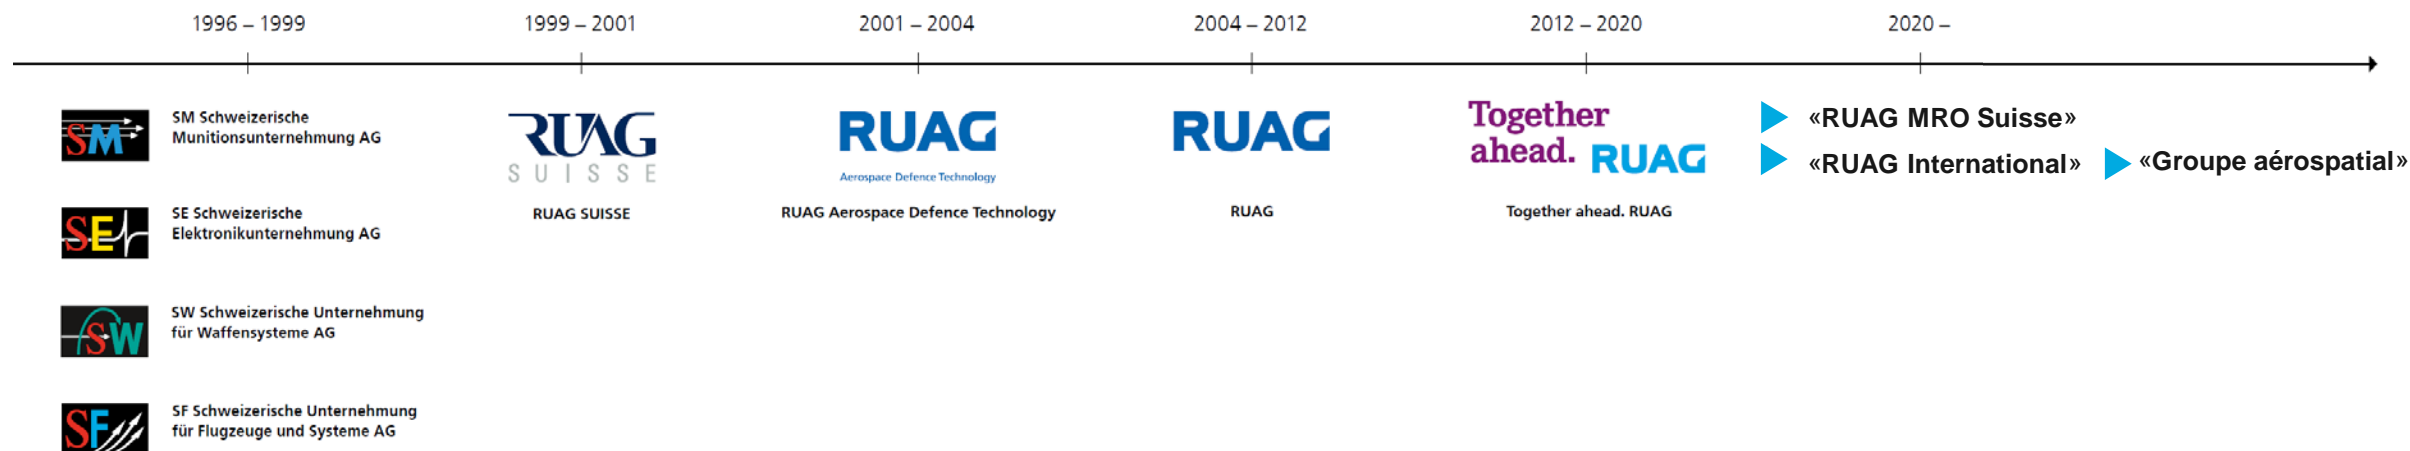 1996 – 1999
1999 – 2001
2001 – 2004
2004 – 2012
2012 – 2020
2020 –
SM
SM Schweizerische
Munitionsunternehmung AG
SE
SE Schweizerische
Elektronikunternehmung AG
SW
SW Schweizerische Unternehmung
für Waffensysteme AG
SF
SF Schweizerische Unternehmung
für Flugzeuge und Systeme AG
RUAG
SUISSE
RUAG SUISSE
RUAG
Aerospace Defence Technology
RUAG Aerospace Defence Technology
RUAG
RUAG
Together
ahead. RUAG
Together ahead. RUAG
«RUAG MRO Suisse»
«RUAG International»
«Groupe aérospatial»